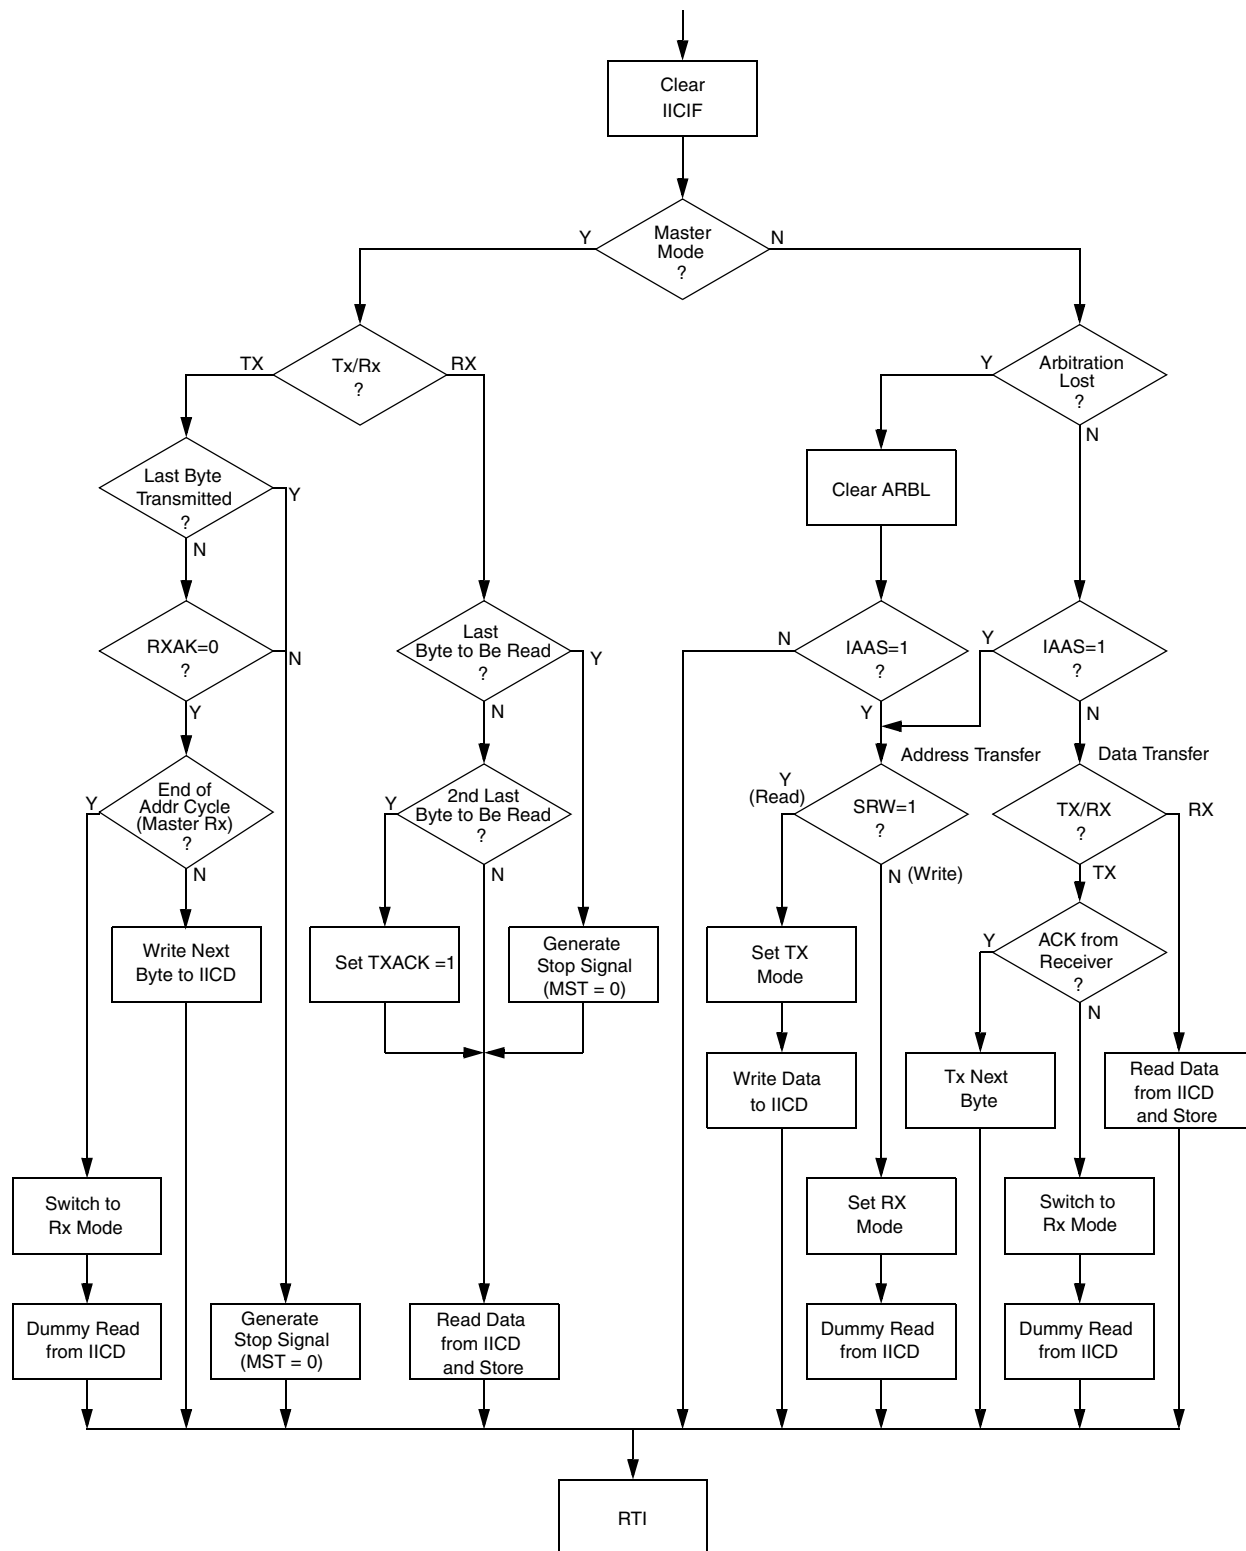 Clear
IICIF
Master
Mode
?
Y
N
Tx/Rx
?
TX
RX
Arbitration
Lost
?
Y
N
Last Byte
Transmitted
?
Y
N
Clear ARBL
RXAK=0
?
N
Y
Last
Byte to Be Read
?
Y
N
IAAS=1
?
N
Y
IAAS=1
?
Y
N
Address Transfer
Data Transfer
End of
Addr Cycle
(Master Rx)
?
Y
N
2nd Last
Byte to Be Read
?
Y
N
Y
(Read)
SRW=1
?
N (Write)
TX/RX
?
RX
TX
Write Next
Byte to IICD
Set TXACK =1
Generate
Stop Signal
(MST = 0)
Set TX
Mode
Y
ACK from
Receiver
?
N
Write Data
to IICD
Tx Next
Byte
Read Data
from IICD
and Store
Switch to
Rx Mode
Set RX
Mode
Switch to
Rx Mode
Dummy Read
from IICD
Generate
Stop Signal
(MST = 0)
Read Data
from IICD
and Store
Dummy Read
from IICD
Dummy Read
from IICD
RTI